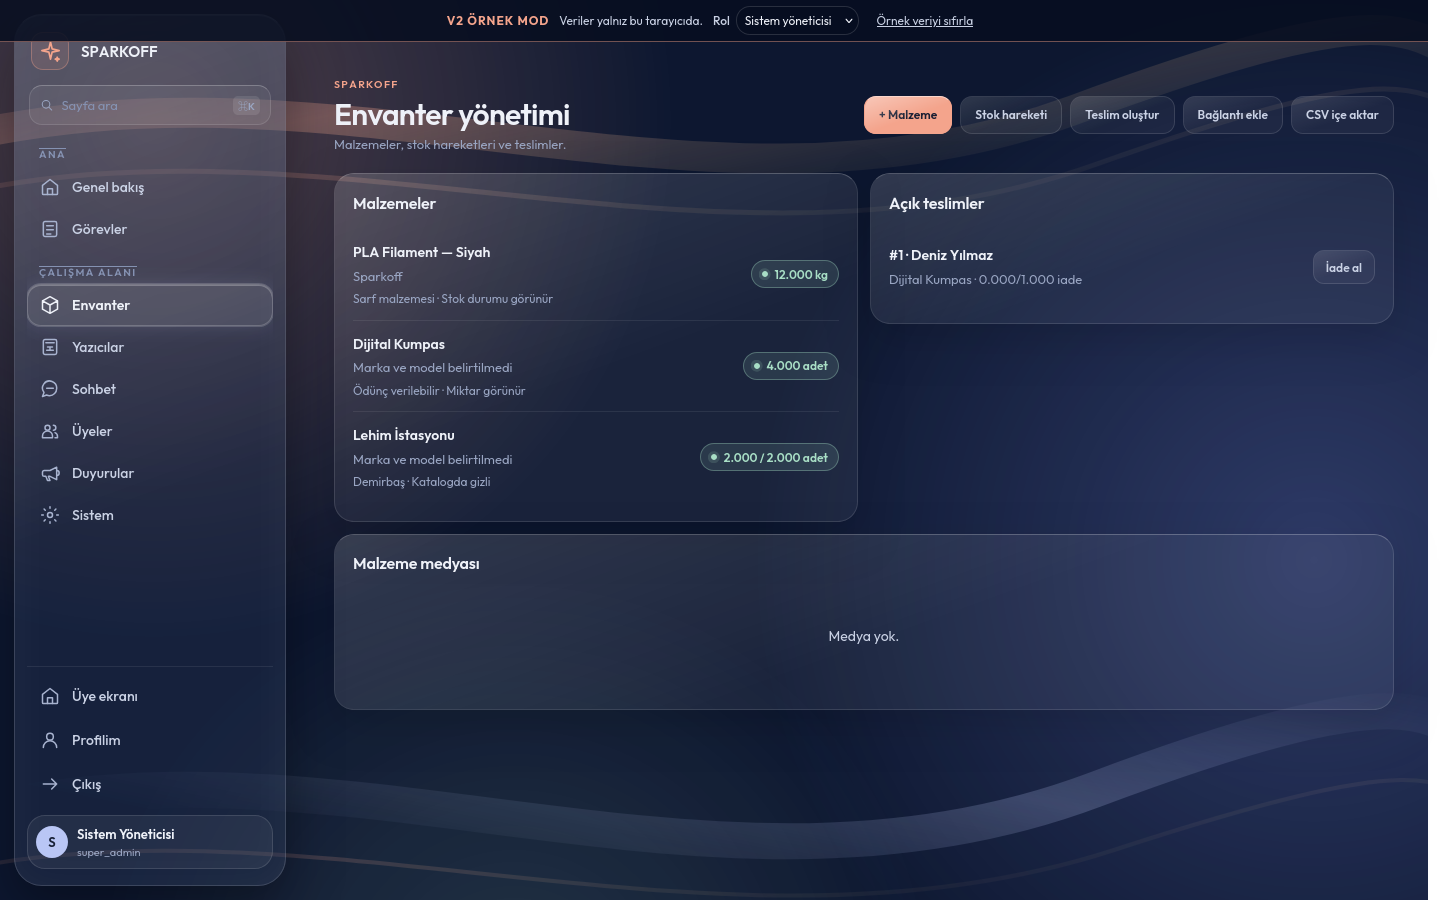 V2 ÖRNEK MOD Veriler yalnız bu tarayıcıda. Rol Sistem yöneticisi Örnek veriyi sıfırla
SPARKOFF
Sayfa ara ⌘K
ANA
Genel bakış
Görevler
ÇALIŞMA ALANI
Envanter
Yazıcılar
Sohbet
Üyeler
Duyurular
Sistem
Üye ekranı
Profilim
Çıkış
S
Sistem Yöneticisi
super_admin
SPARKOFF
Envanter yönetimi
Malzemeler, stok hareketleri ve teslimler.
+ Malzeme
Stok hareketi
Teslim oluştur
Bağlantı ekle
CSV içe aktar
Malzemeler
PLA Filament — Siyah
Sparkoff
Sarf malzemesi · Stok durumu görünür
12.000 kg
Dijital Kumpas
Marka ve model belirtilmedi
Ödünç verilebilir · Miktar görünür
4.000 adet
Lehim İstasyonu
Marka ve model belirtilmedi
Demirbaş · Katalogda gizli
2.000 / 2.000 adet
Açık teslimler
#1 · Deniz Yılmaz
Dijital Kumpas · 0.000/1.000 iade
İade al
Malzeme medyası
Medya yok.